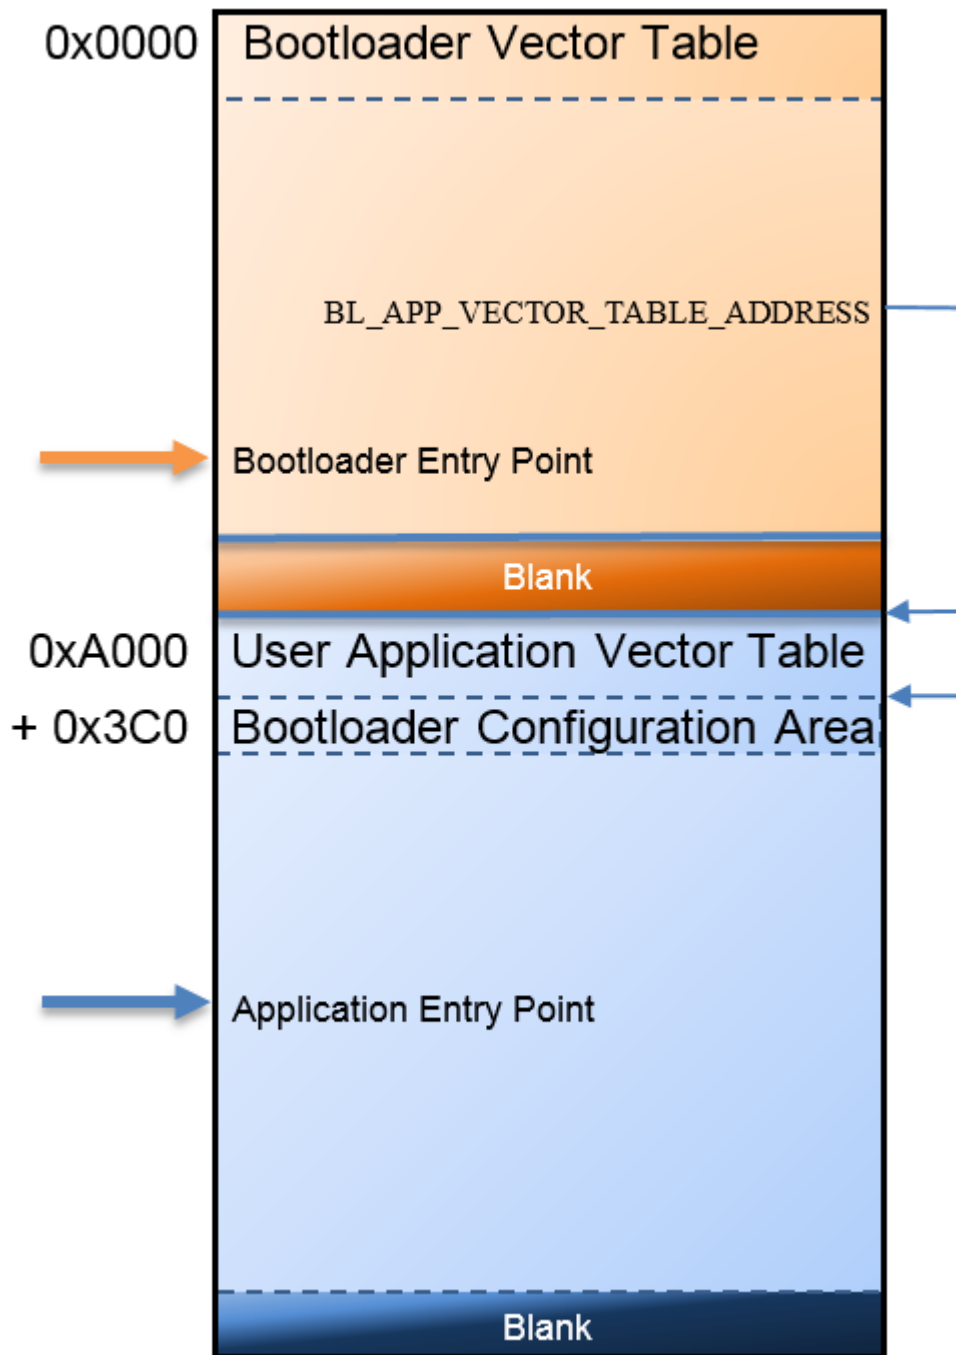 0x0000 Bootloader Vector Table
BL_APP_VECTOR_TABLE_ADDRESS
Bootloader Entry Point
Blank
0xA000 User Application Vector Table
+ 0x3C0 Bootloader Configuration Area
Application Entry Point
Blank